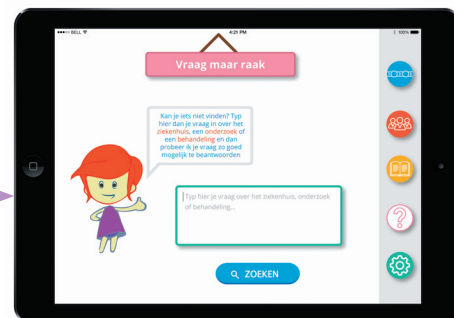 BELL
4:21 PM
100%
Vraag maar raak
Kan je iets niet vinden? Typ
hier dan je vraag in over het
ziekenhuis, een onderzoek of
een behandeling en dan
probeer ik je vraag zo goed
mogelijk te beantwoorden
Typ hier je vraag over het ziekenhuis, onderzoek
of behandeling...
ZOEKEN
?